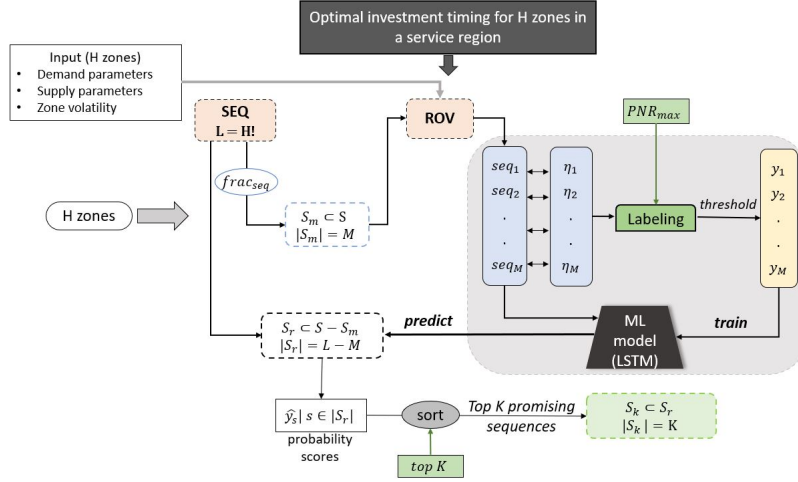 Optimal investment timing for H zones in
a service region
Input (H zones)
• Demand parameters
• Supply parameters
• Zone volatility
SEQ
L = H!
ROV
PNR_max
frac_seq
H zones
S_m ⊂ S
|S_m| = M
seq_1
seq_2
.
.
seq_M
η_1
η_2
.
.
η_M
Labeling
threshold
y_1
y_2
.
.
y_M
S_r ⊂ S − S_m
|S_r| = L − M
predict
ML
model
(LSTM)
train
ŷ_s| s ∈ |S_r|
probability
scores
sort
Top K promising
sequences
S_k ⊂ S_r
|S_k| = K
top K